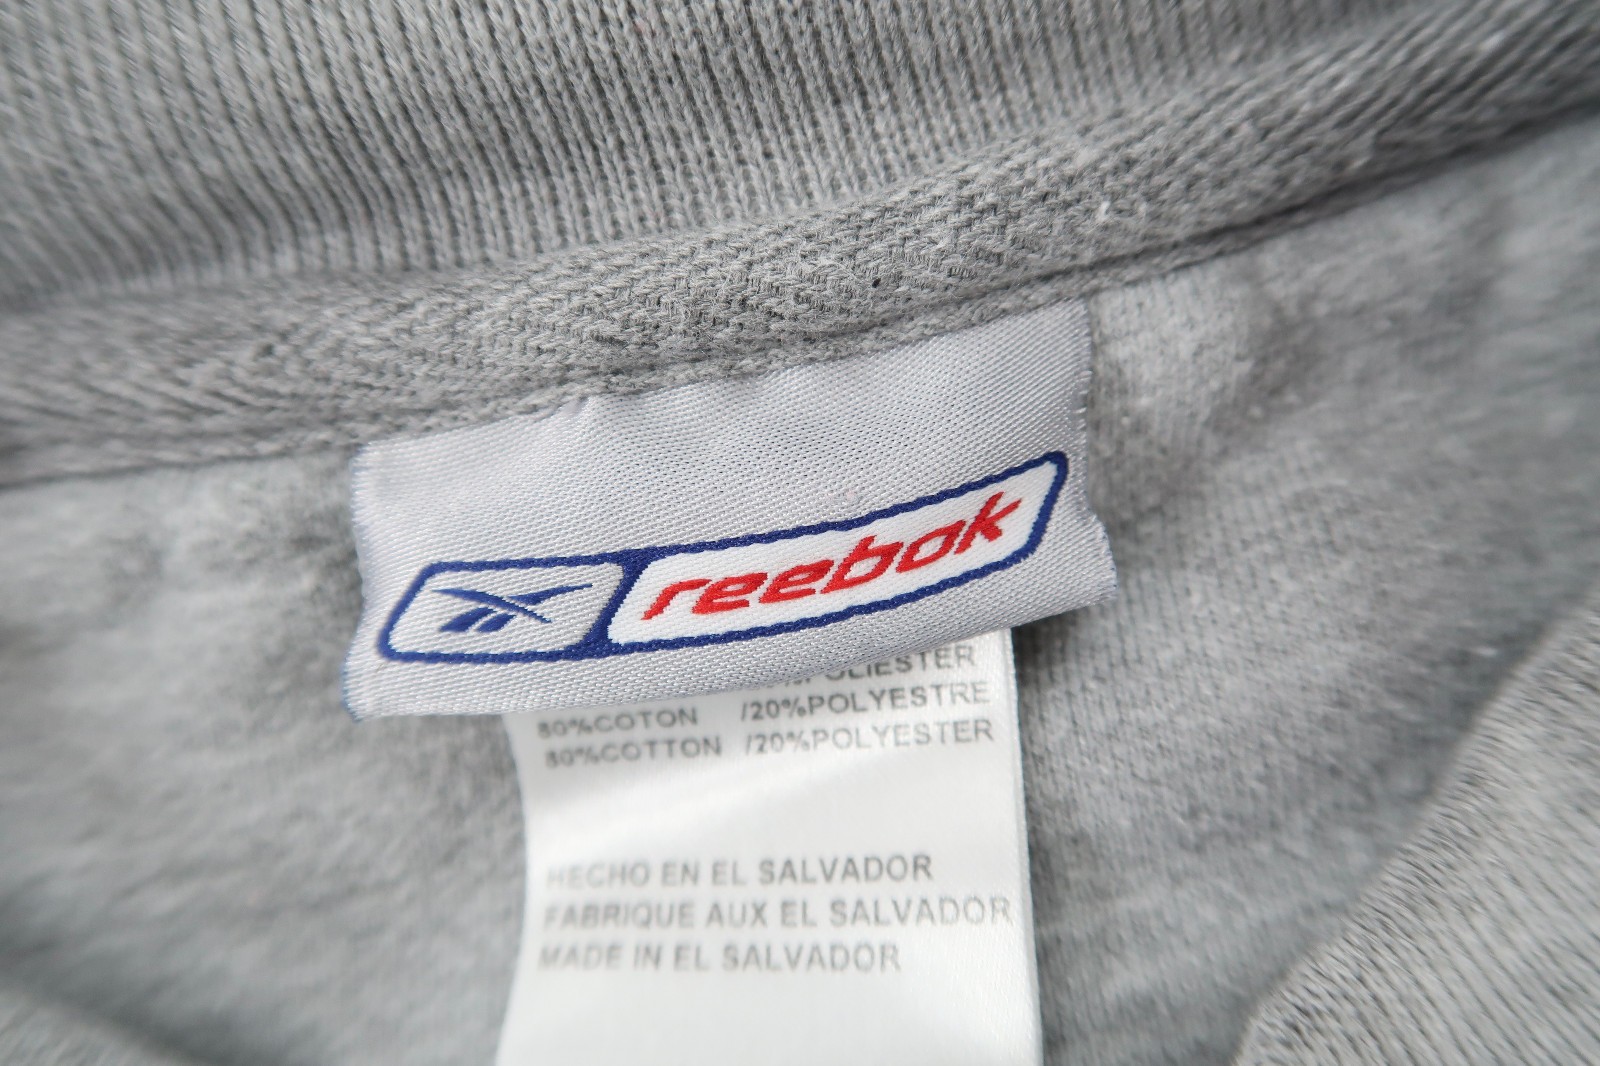 reebok
POLIESTER
80%COTON /20%POLYESTRE
80%COTTON /20%POLYESTER
HECHO EN EL SALVADOR
FABRIQUE AUX EL SALVADOR
MADE IN EL SALVADOR